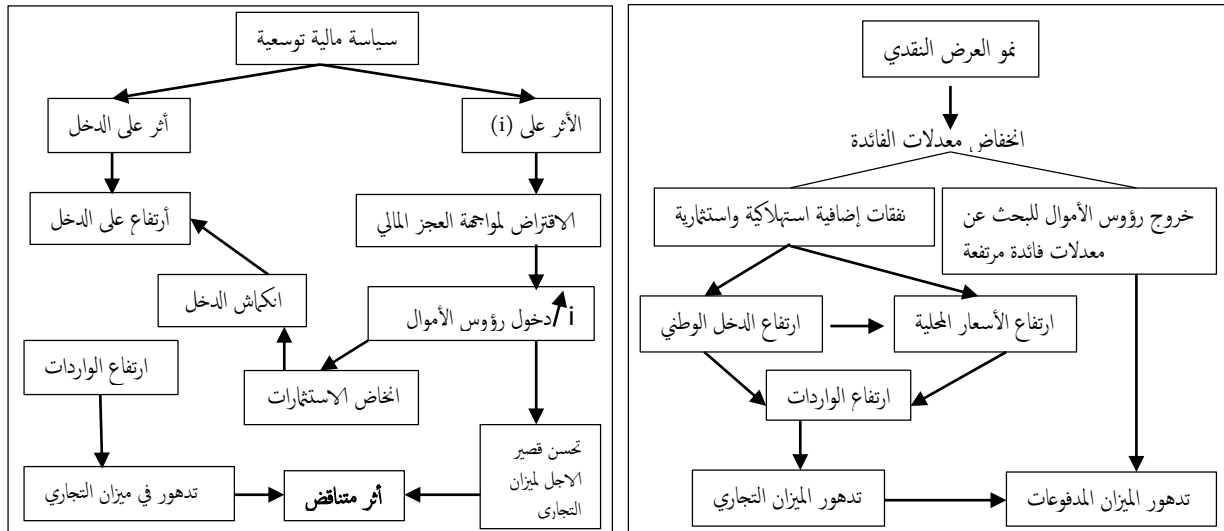 نمو العرض النقدي
انخفاض معدلات الفائدة
خروج رؤوس الأموال للبحث عن
معدلات فائدة مرتفعة
نفقات إضافية استهلاكية واستثمارية
ارتفاع الأسعار المحلية
ارتفاع الدخل الوطني
ارتفاع الواردات
تدهور الميزان المدفوعات
تدهور الميزان التجاري
سياسة مالية توسعية
الأثر على (i)
أثر على الدخل
الاقتراض لمواجهة العجز المالي
أرتفاع على الدخل
i دخول رؤوس الأموال
انكماش الدخل
انخاض الاستثمارات
ارتفاع الواردات
تحسن قصير
الاجل لميزان
التجارى
أثر متناقض
تدهور في ميزان التجاري